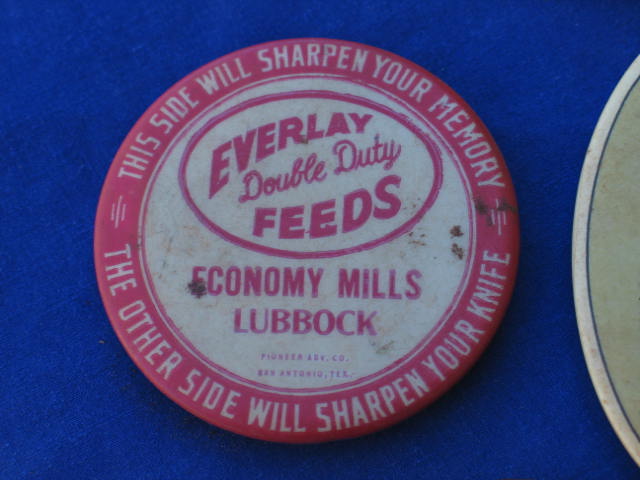 THIS SIDE WILL SHARPEN YOUR MEMORY
EVERLAY
Double Duty
FEEDS
ECONOMY MILLS
LUBBOCK
PIONEER ADV. CO.
SAN ANTONIO, TEX.
THE OTHER SIDE WILL SHARPEN YOUR KNIFE